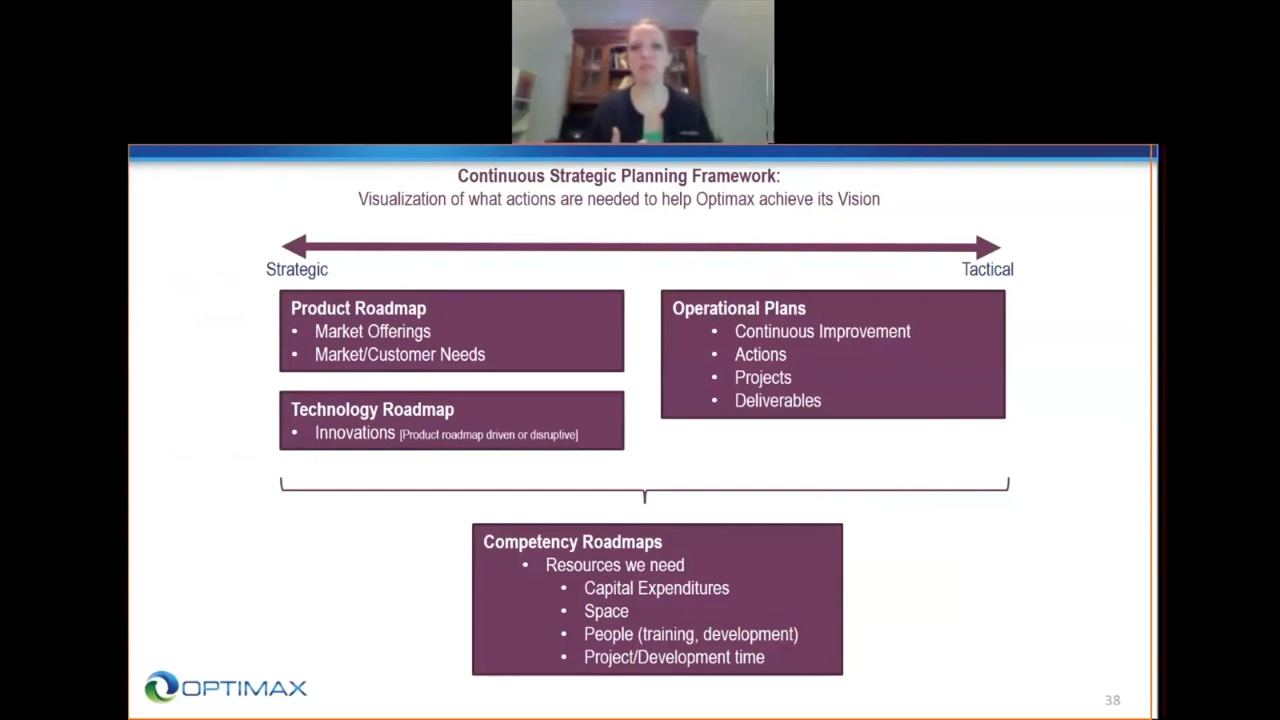 Continuous Strategic Planning Framework:
Visualization of what actions are needed to help Optimax achieve its Vision
Strategic
Tactical
Product Roadmap
• Market Offerings
• Market/Customer Needs
Technology Roadmap
• Innovations [Product roadmap driven or disruptive]
Operational Plans
• Continuous Improvement
• Actions
• Projects
• Deliverables
Competency Roadmaps
• Resources we need
• Capital Expenditures
• Space
• People (training, development)
• Project/Development time
OPTIMAX
38